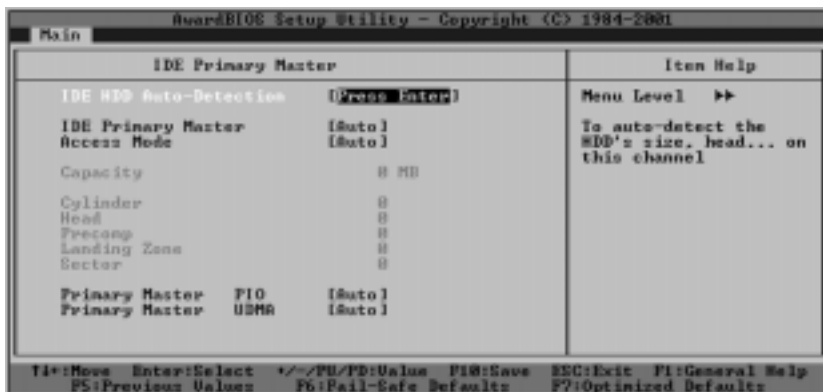 AwardBIOS Setup Utility - Copyright (C) 1984-2001
Main
IDE Primary Master
Item Help
IDE HDD Auto-Detection [Press Enter]
Menu Level ▶▶
IDE Primary Master [Auto]
Access Mode [Auto]
To auto-detect the
HDD's size, head... on
this channel
Capacity 0 MB
Cylinder 0
Head 0
Precomp 0
Landing Zone 0
Sector 0
Primary Master PIO [Auto]
Primary Master UDMA [Auto]
↑↓←:Move Enter:Select +/-/PU/PD:Value F10:Save ESC:Exit F1:General Help
F5:Previous Values F6:Fail-Safe Defaults F7:Optimized Defaults